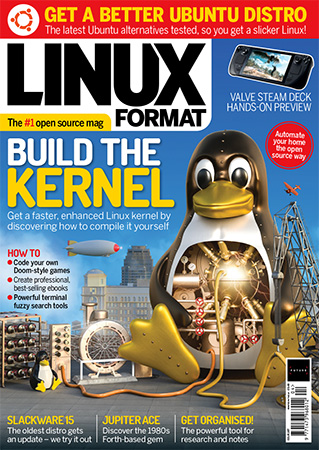 GET A BETTER UBUNTU DISTRO
The latest Ubuntu alternatives tested, so you get a slicker Linux!
LINUX
FORMAT
The #1 open source mag
VALVE STEAM DECK
HANDS-ON PREVIEW
Automate
your home
the open
source way
BUILD THE
KERNEL
Get a faster, enhanced Linux kernel by
discovering how to compile it yourself
HOW TO
Code your own
Doom-style games
Create professional,
best-selling ebooks
Powerful terminal
fuzzy search tools
FUTURE
SLACKWARE 15
The oldest distro gets
an update – we try it out
JUPITER ACE
Discover the 1980s
Forth-based gem
GET ORGANISED!
The powerful tool for
research and notes